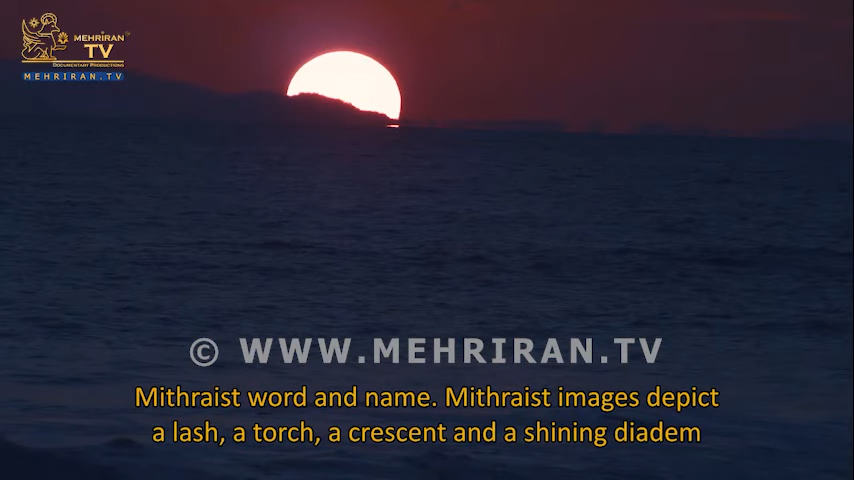 MEHRIRAN
TV
DOCUMENTARY PRODUCTIONS
MEHRIRAN.TV
© WWW.MEHRIRAN.TV
Mithraist word and name. Mithraist images depict
a lash, a torch, a crescent and a shining diadem